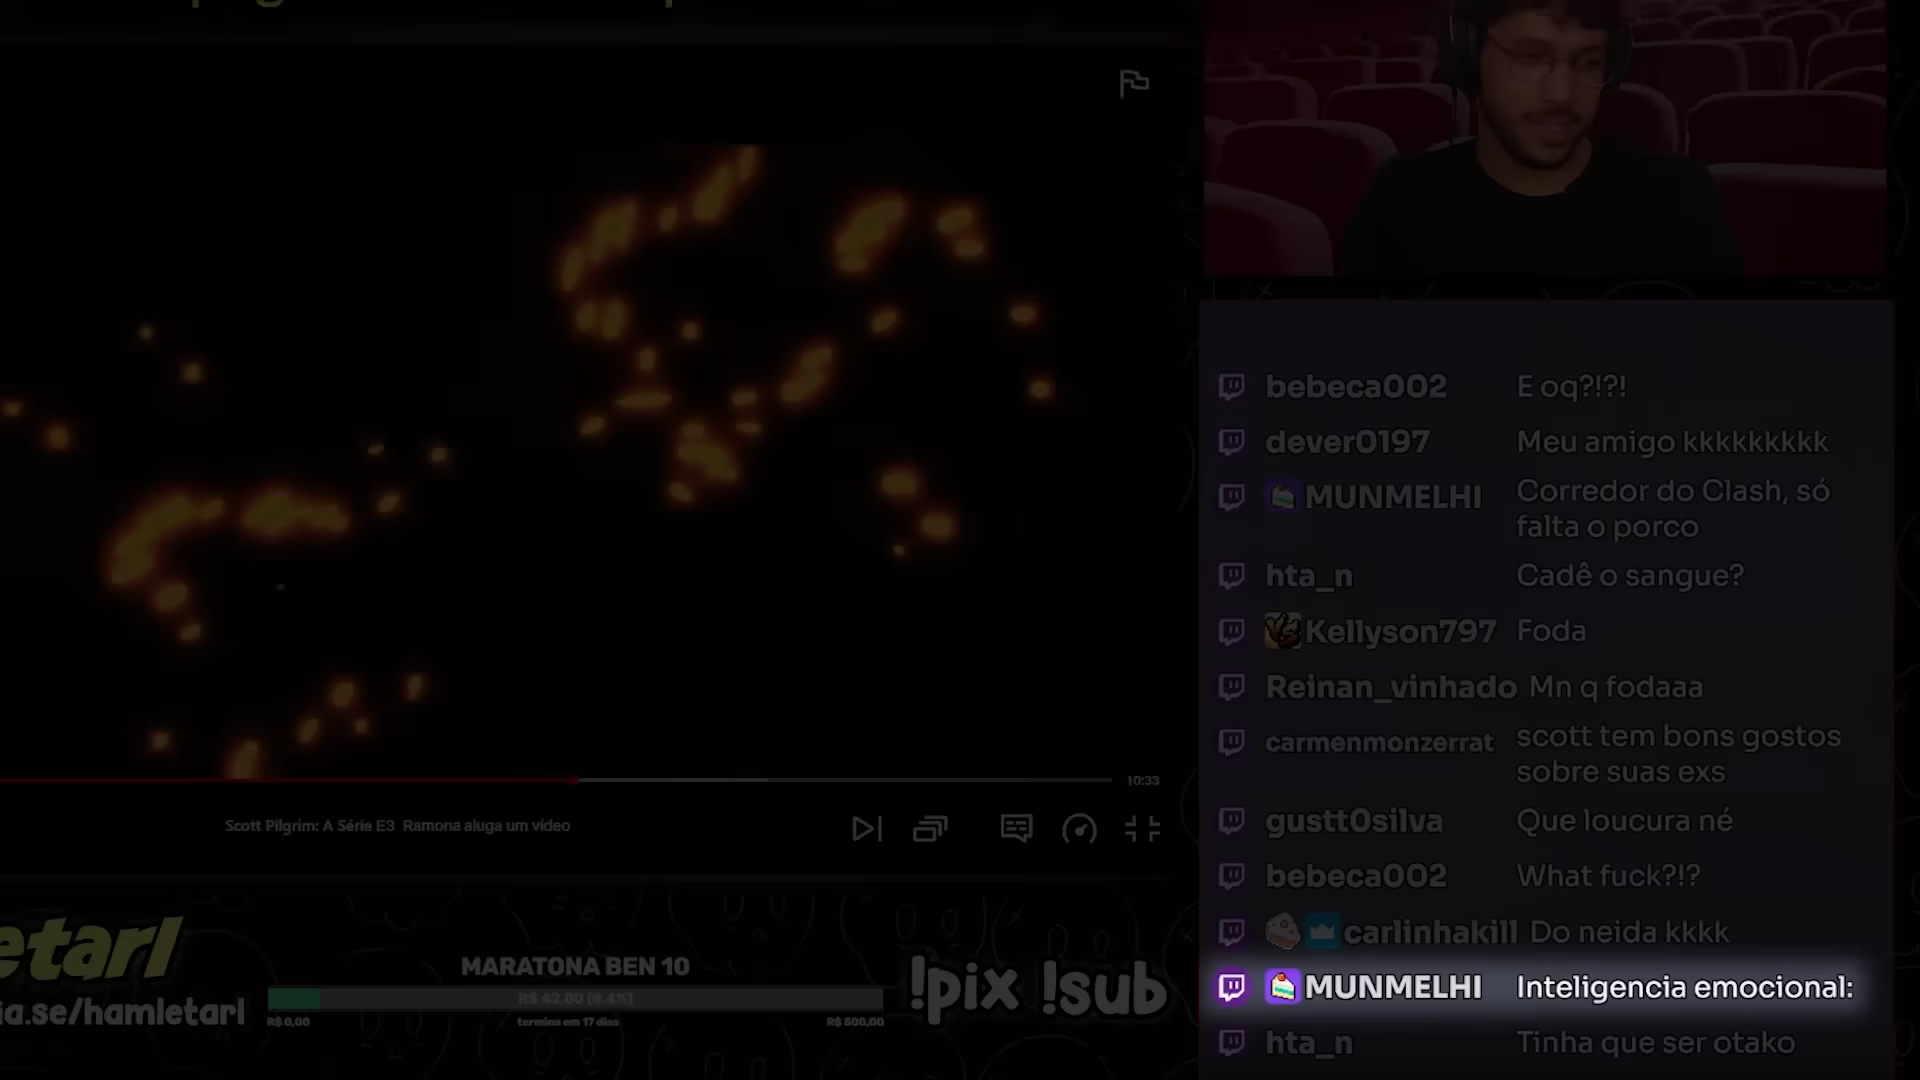 10:33
Scott Pilgrim: A Série E3 Ramona aluga um vídeo
etarl
ia.se/hamletarl
MARATONA BEN 10
R$ 42,00 (8.4%)
R$ 0,00
termina em 17 dias
R$ 500,00
!pix !sub
bebeca002 E oq?!?!
dever0197 Meu amigo kkkkkkkkk
MUNMELHI Corredor do Clash, só
falta o porco
hta_n Cadê o sangue?
Kellyson797 Foda
Reinan_vinhado Mn q fodaaa
carmenmonzerrat scott tem bons gostos
sobre suas exs
gustt0silva Que loucura né
bebeca002 What fuck?!?
carlinhakill Do neida kkkk
MUNMELHI Inteligencia emocional:
hta_n Tinha que ser otako